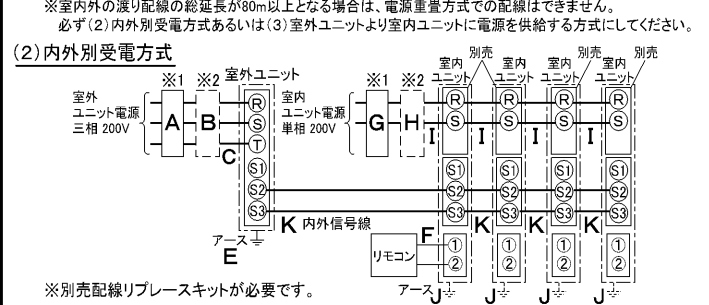 ※室内外の渡り配線の総延長が80m以上となる場合は、電源重畳方式での配線はできません。
必ず(2)内外別受電方式あるいは(3)室外ユニットより室内ユニットに電源を供給する方式にしてください。
(2)内外別受電方式
※1 ※2 室外ユニット ※1 ※2 室内ユニット 別売 室内ユニット 室内ユニット 別売 室内ユニット 別売
室外ユニット電源 三相 200V
A B C
R S T
S1 S2 S3
アース E
室内ユニット電源 単相 200V
G H I I I I
R S R S R S R S
S1 S1 S1 S1
S2 S2 S2 S2
S3 S3 S3 S3
K 内外信号線 K K K
リモコン F
① ① ① ①
② ② ② ②
アース J J J J
※別売配線リプレースキットが必要です。